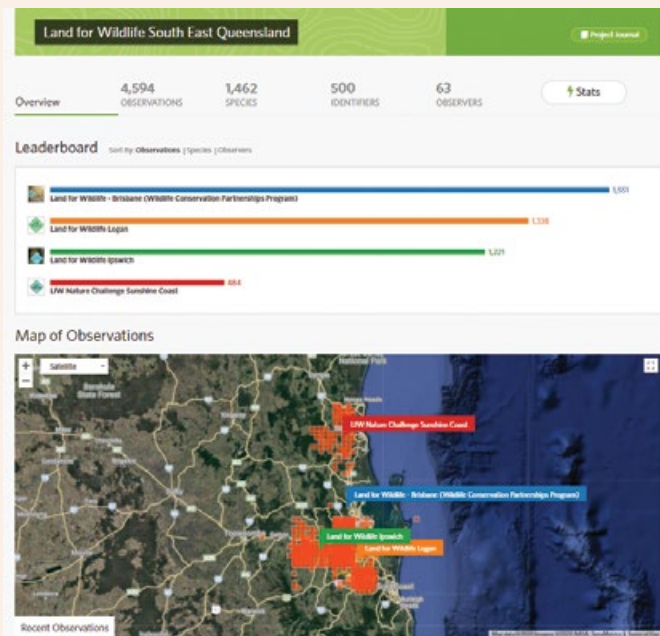 Land for Wildlife South East Queensland
Project Journal
Overview
4,594
OBSERVATIONS
1,462
SPECIES
500
IDENTIFIERS
63
OBSERVERS
Stats
Leaderboard
Sort by: Observations | Species | Observers
1,551
Land for Wildlife - Brisbane (Wildlife Conservation Partnerships Program)
Land for Wildlife Logan
1,221
Land for Wildlife Ipswich
484
LfW Nature Challenge Sunshine Coast
Map of Observations
+
Satellite
−
State Forest
National Park
LfW Nature Challenge Sunshine Coast
Land for Wildlife - Brisbane (Wildlife Conservation Partnerships Program)
Land for Wildlife Ipswich
Land for Wildlife Logan
Recent Observations